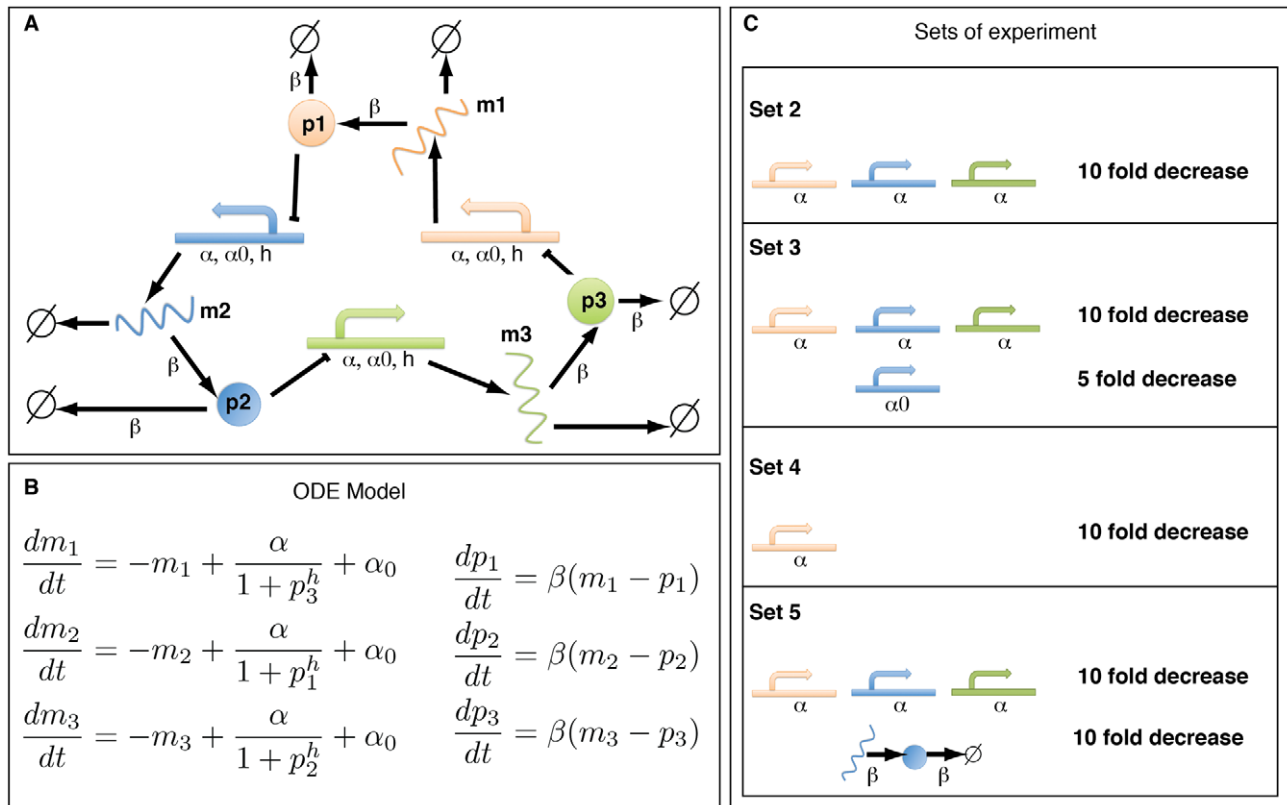 A
∅
∅
β
p1
β
m1
α, α0, h
α, α0, h
∅
m2
p3
β
∅
β
α, α0, h
m3
β
∅
β
p2
∅
B
ODE Model
dm₁/dt = −m₁ + α/(1 + p₃ʰ) + α₀
dp₁/dt = β(m₁ − p₁)
dm₂/dt = −m₂ + α/(1 + p₁ʰ) + α₀
dp₂/dt = β(m₂ − p₂)
dm₃/dt = −m₃ + α/(1 + p₂ʰ) + α₀
dp₃/dt = β(m₃ − p₃)
C
Sets of experiment
Set 2
10 fold decrease
α α α
Set 3
10 fold decrease
α α α
5 fold decrease
α0
Set 4
10 fold decrease
α
Set 5
10 fold decrease
α α α
10 fold decrease
∅
β β